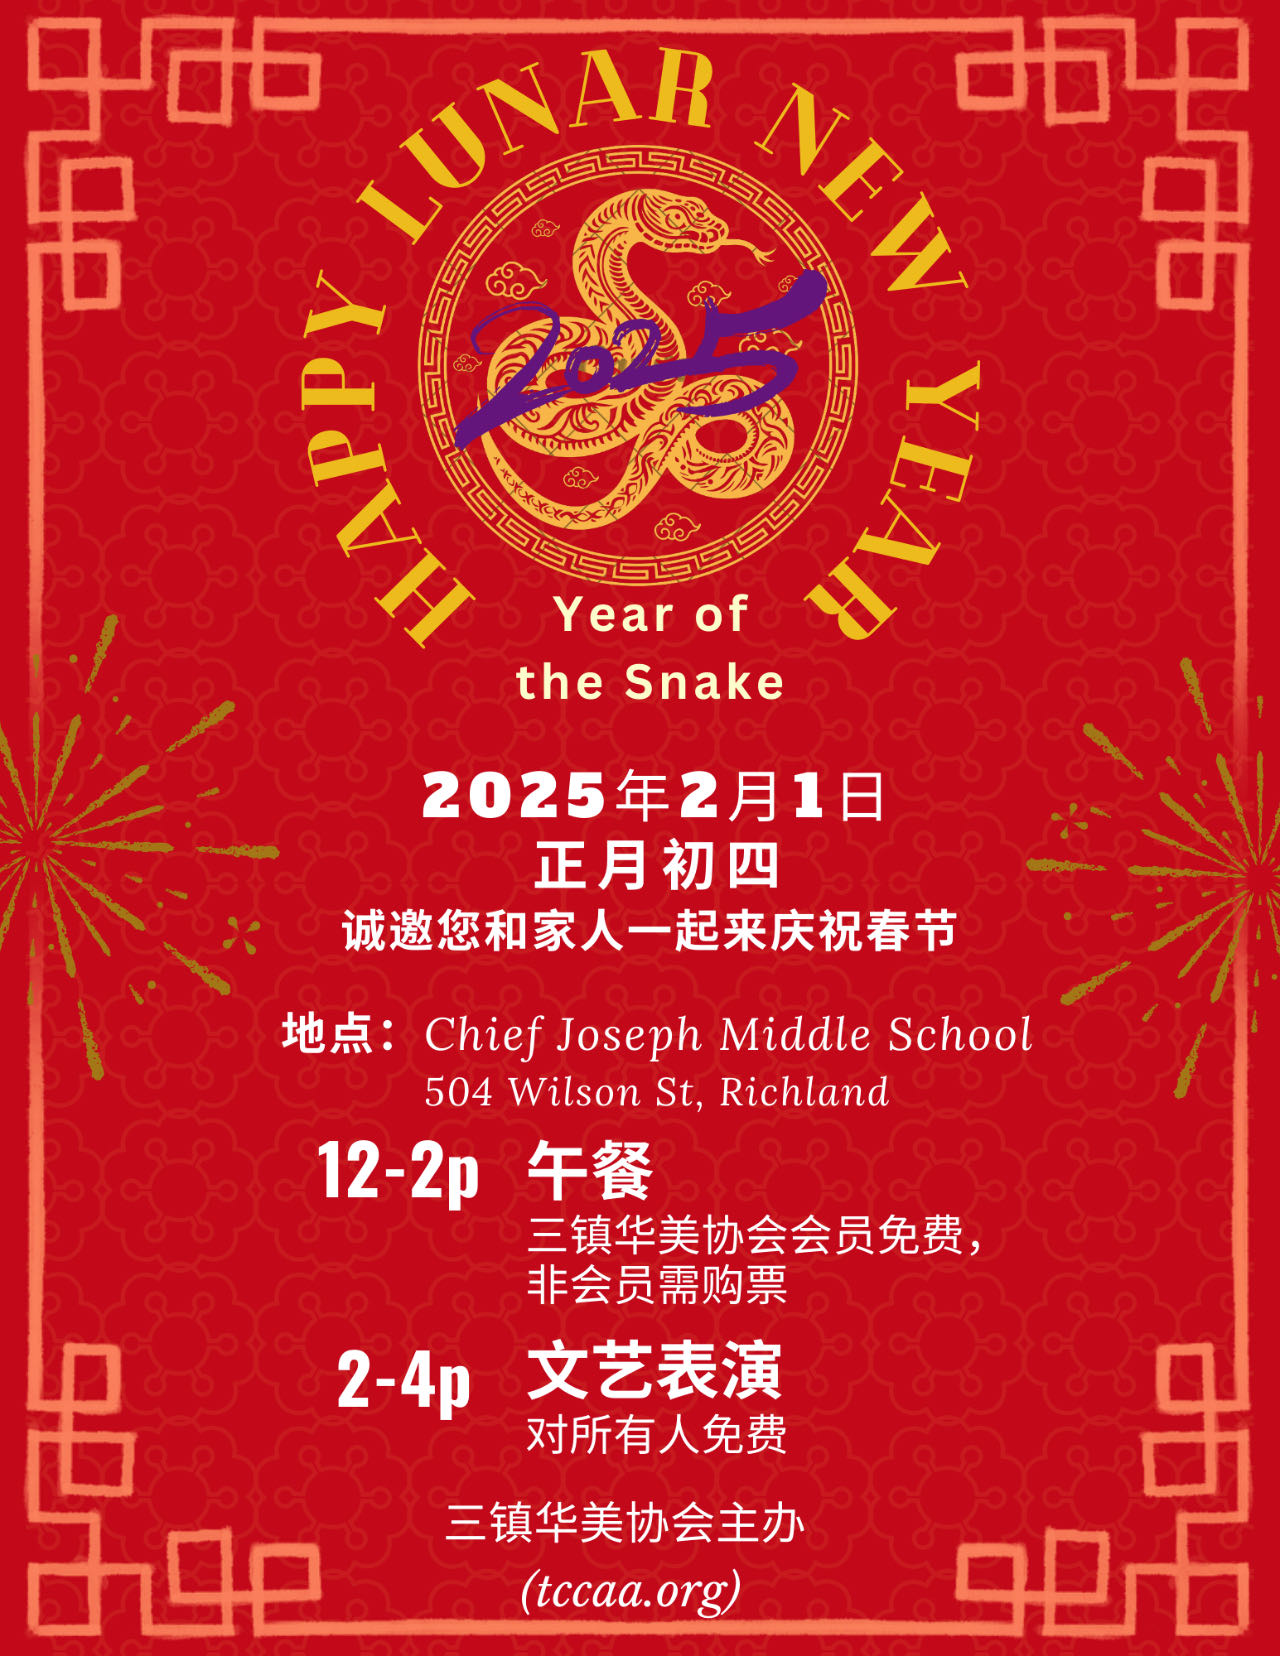 HAPPY LUNAR NEW YEAR
2025
Year of
the Snake
2025年2月1日
正月初四
诚邀您和家人一起来庆祝春节
地点：Chief Joseph Middle School
504 Wilson St, Richland
12-2p 午餐
三镇华美协会会员免费，
非会员需购票
2-4p 文艺表演
对所有人免费
三镇华美协会主办
(tccaa.org)